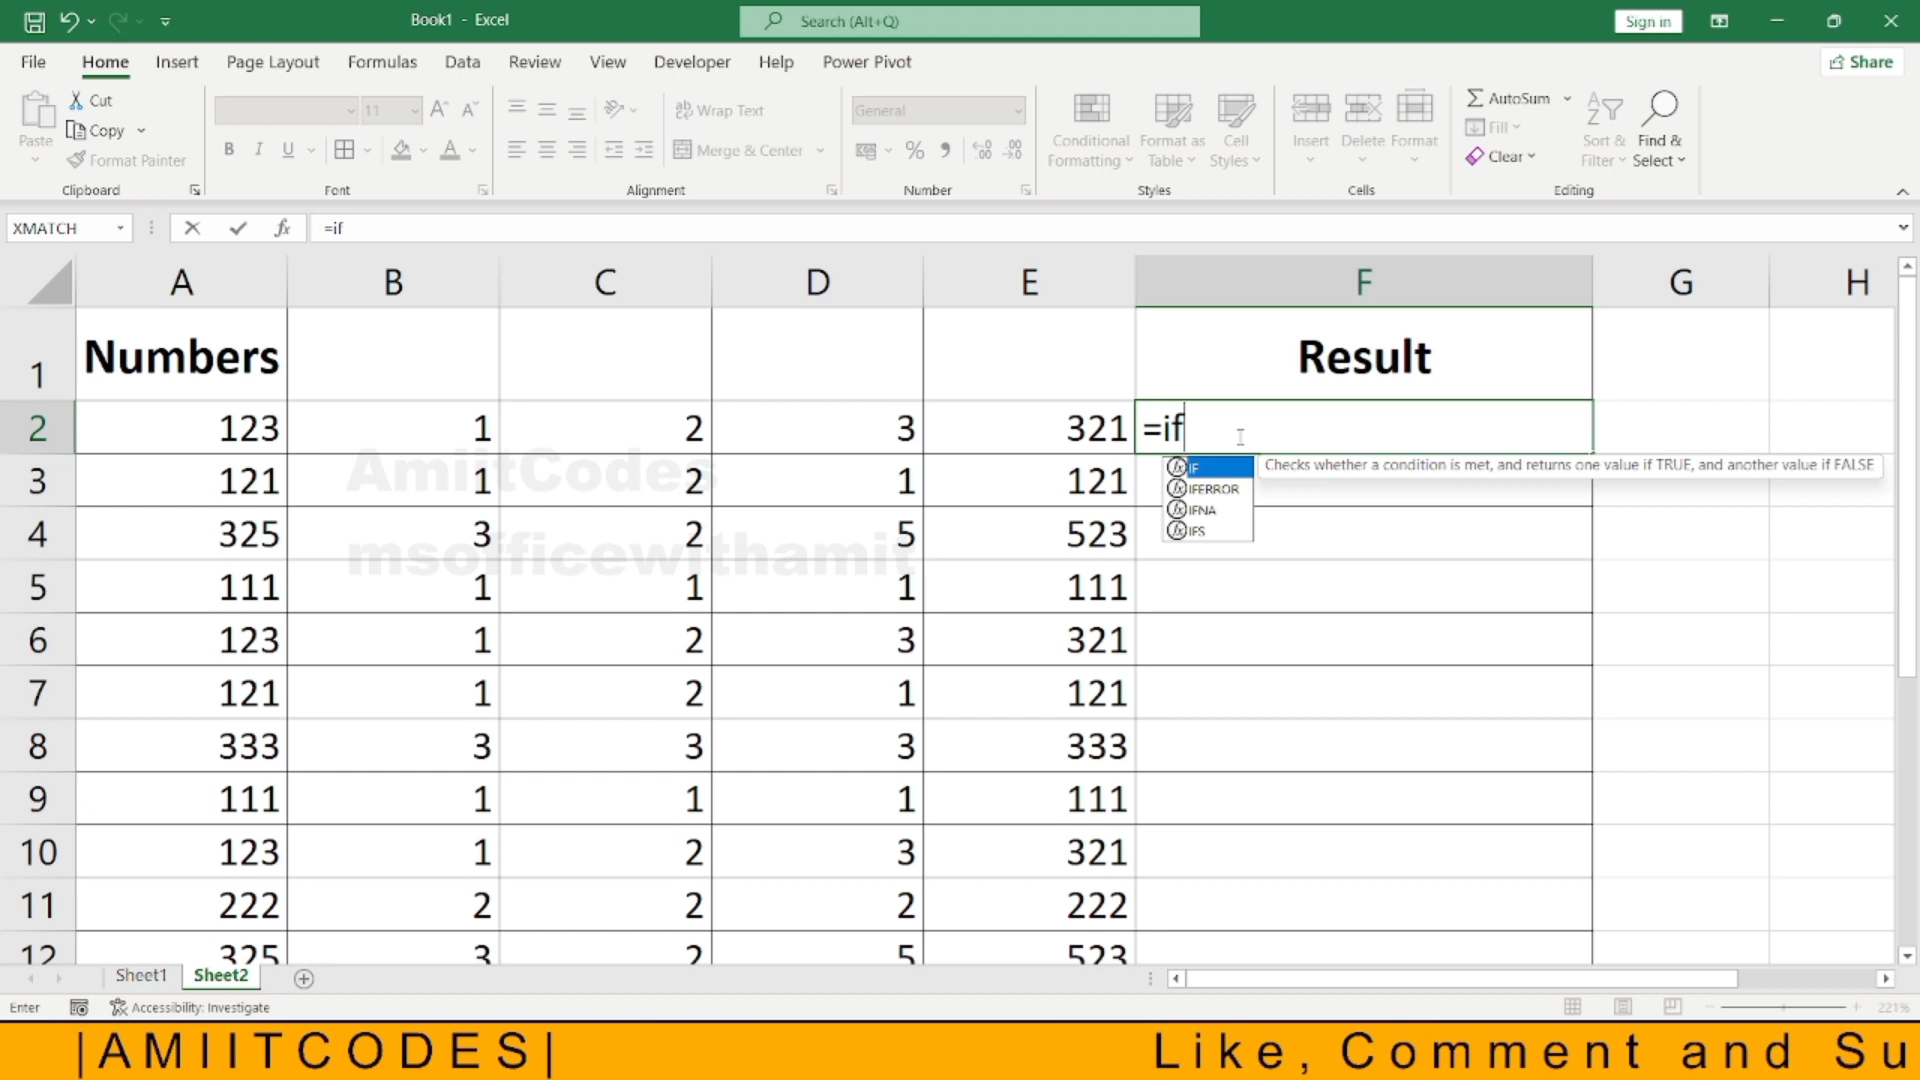 Book1 - Excel
Search (Alt+Q)
Sign in
File Home Insert Page Layout Formulas Data Review View Developer Help Power Pivot
Share
Paste
Cut
Copy
Format Painter
Clipboard
11
B I U
Font
Wrap Text
Merge & Center
Alignment
General
Number
Conditional Formatting
Format as Table
Cell Styles
Styles
Insert
Delete
Format
Cells
AutoSum
Fill
Clear
Sort & Filter
Find & Select
Editing
XMATCH
fx
=if
A B C D E F G H
1 Numbers Result
2 123 1 2 3 321 =if
IF
Checks whether a condition is met, and returns one value if TRUE, and another value if FALSE
IFERROR
IFNA
IFS
3 121 1 2 1 121
AmiitCodes
4 325 3 2 5 523
msofficewithamit
5 111 1 1 1 111
6 123 1 2 3 321
7 121 1 2 1 121
8 333 3 3 3 333
9 111 1 1 1 111
10 123 1 2 3 321
11 222 2 2 2 222
12 325 3 2 5 523
Sheet1 Sheet2
Enter
Accessibility: Investigate
221%
|AMIITCODES|
Like, Comment and Su